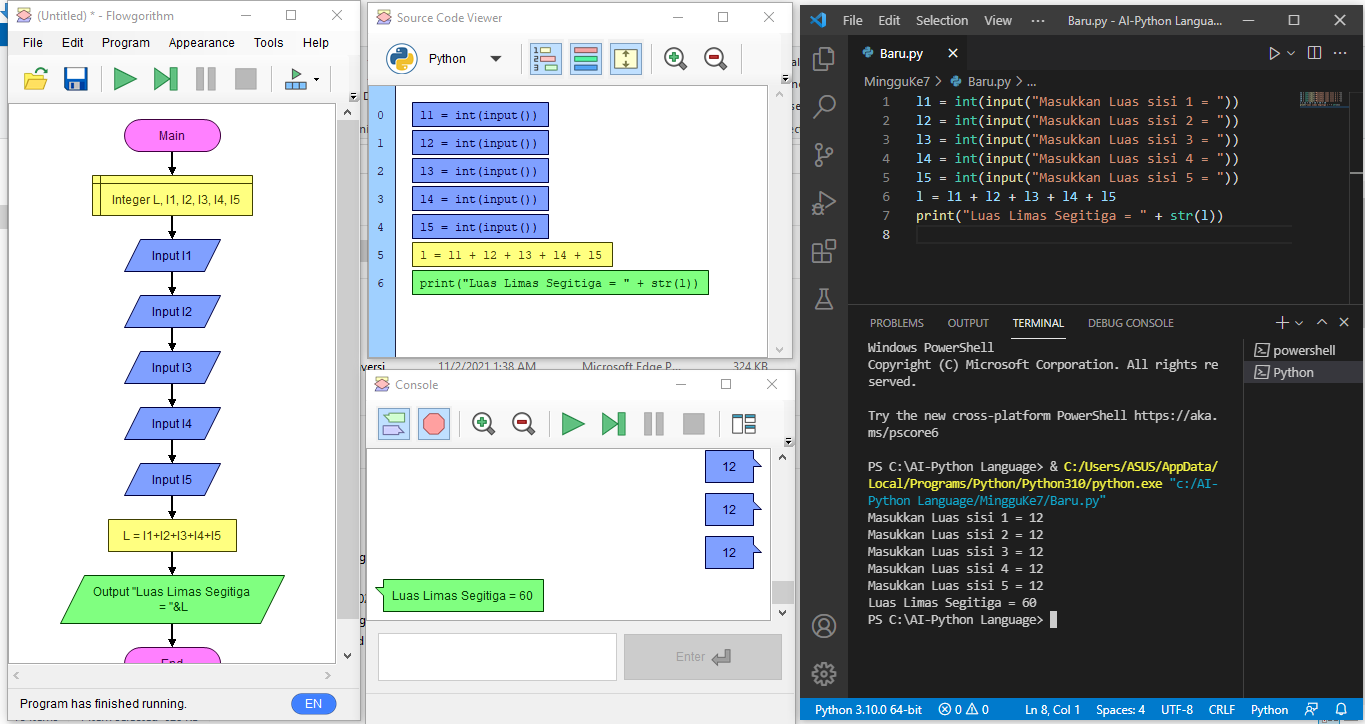 (Untitled) * - Flowgorithm
File Edit Program Appearance Tools Help
Main
Integer L, l1, l2, l3, l4, l5
Input l1
Input l2
Input l3
Input l4
Input l5
L = l1+l2+l3+l4+l5
Output "Luas Limas Segitiga
= "&L
End
Program has finished running.
EN
Source Code Viewer
Python
0 l1 = int(input())
1 l2 = int(input())
2 l3 = int(input())
3 l4 = int(input())
4 l5 = int(input())
5 l = l1 + l2 + l3 + l4 + l5
6 print("Luas Limas Segitiga = " + str(l))
11/2/2021 1:38 AM Microsoft Edge P... 324 KB
Console
12
12
12
Luas Limas Segitiga = 60
Enter
File Edit Selection View ··· Baru.py - AI-Python Langua...
Baru.py
MingguKe7 > Baru.py > ...
1 l1 = int(input("Masukkan Luas sisi 1 = "))
2 l2 = int(input("Masukkan Luas sisi 2 = "))
3 l3 = int(input("Masukkan Luas sisi 3 = "))
4 l4 = int(input("Masukkan Luas sisi 4 = "))
5 l5 = int(input("Masukkan Luas sisi 5 = "))
6 l = l1 + l2 + l3 + l4 + l5
7 print("Luas Limas Segitiga = " + str(l))
8
PROBLEMS OUTPUT TERMINAL DEBUG CONSOLE
powershell
Python
Windows PowerShell
Copyright (C) Microsoft Corporation. All rights re
served.
Try the new cross-platform PowerShell https://aka.
ms/pscore6
PS C:\AI-Python Language> & C:/Users/ASUS/AppData/
Local/Programs/Python/Python310/python.exe "c:/AI-
Python Language/MingguKe7/Baru.py"
Masukkan Luas sisi 1 = 12
Masukkan Luas sisi 2 = 12
Masukkan Luas sisi 3 = 12
Masukkan Luas sisi 4 = 12
Masukkan Luas sisi 5 = 12
Luas Limas Segitiga = 60
PS C:\AI-Python Language>
Python 3.10.0 64-bit 0 0 Ln 8, Col 1 Spaces: 4 UTF-8 CRLF Python